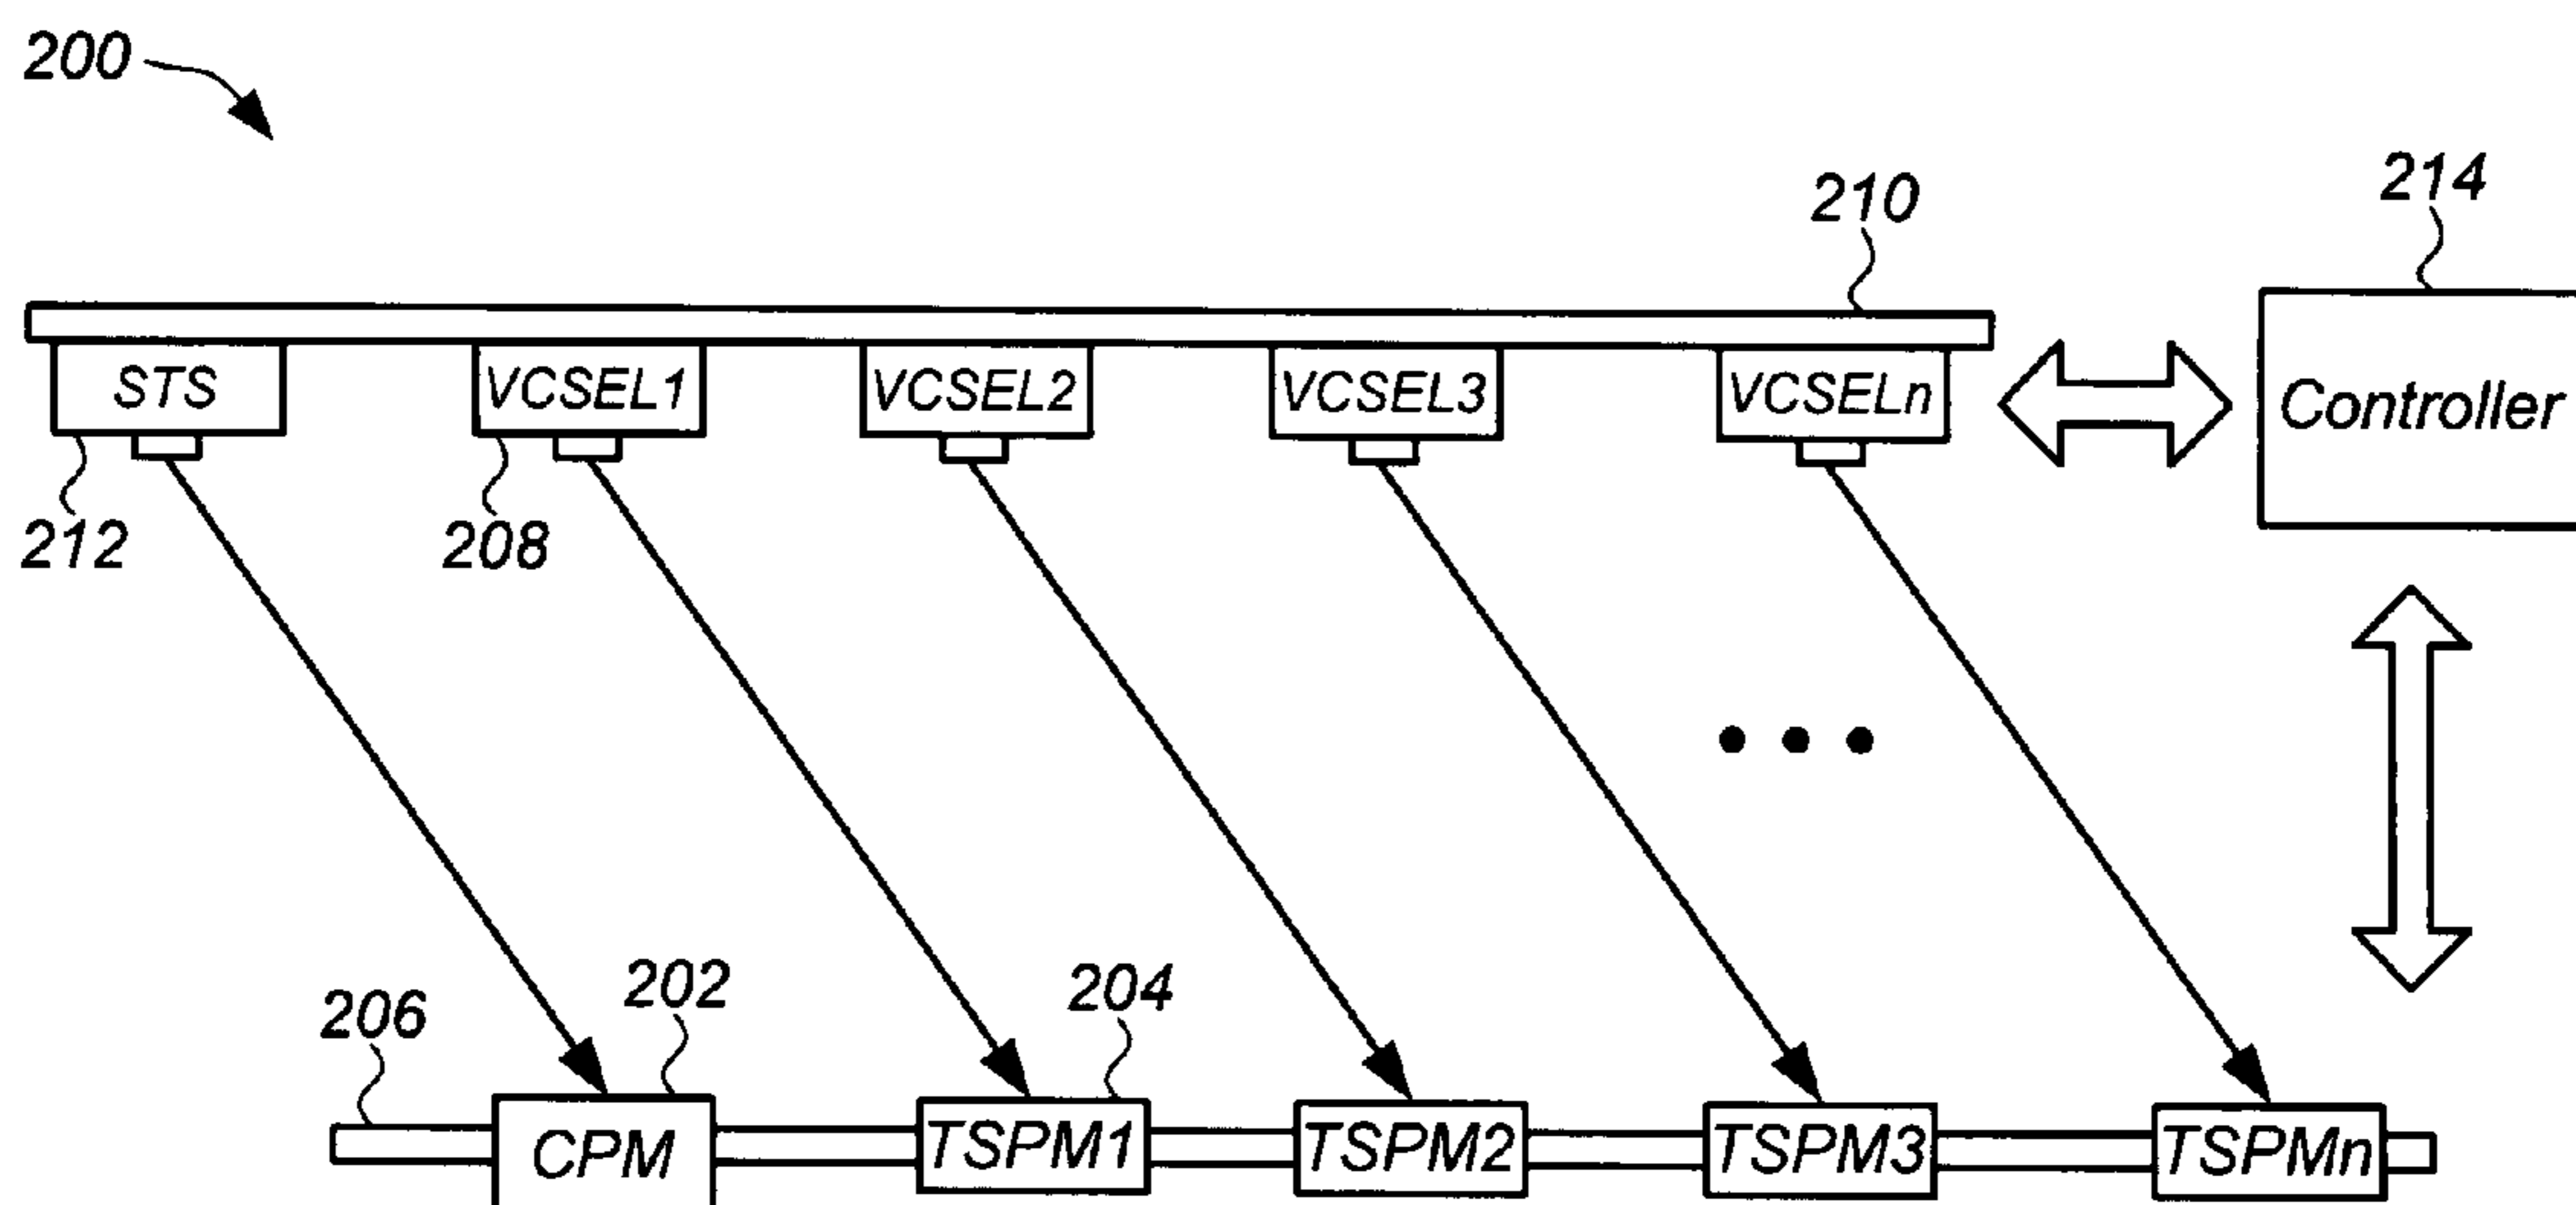 200
210
214
STS
VCSEL1
VCSEL2
VCSEL3
VCSELn
Controller
212
208
206
202
204
CPM
TSPM1
TSPM2
TSPM3
TSPMn